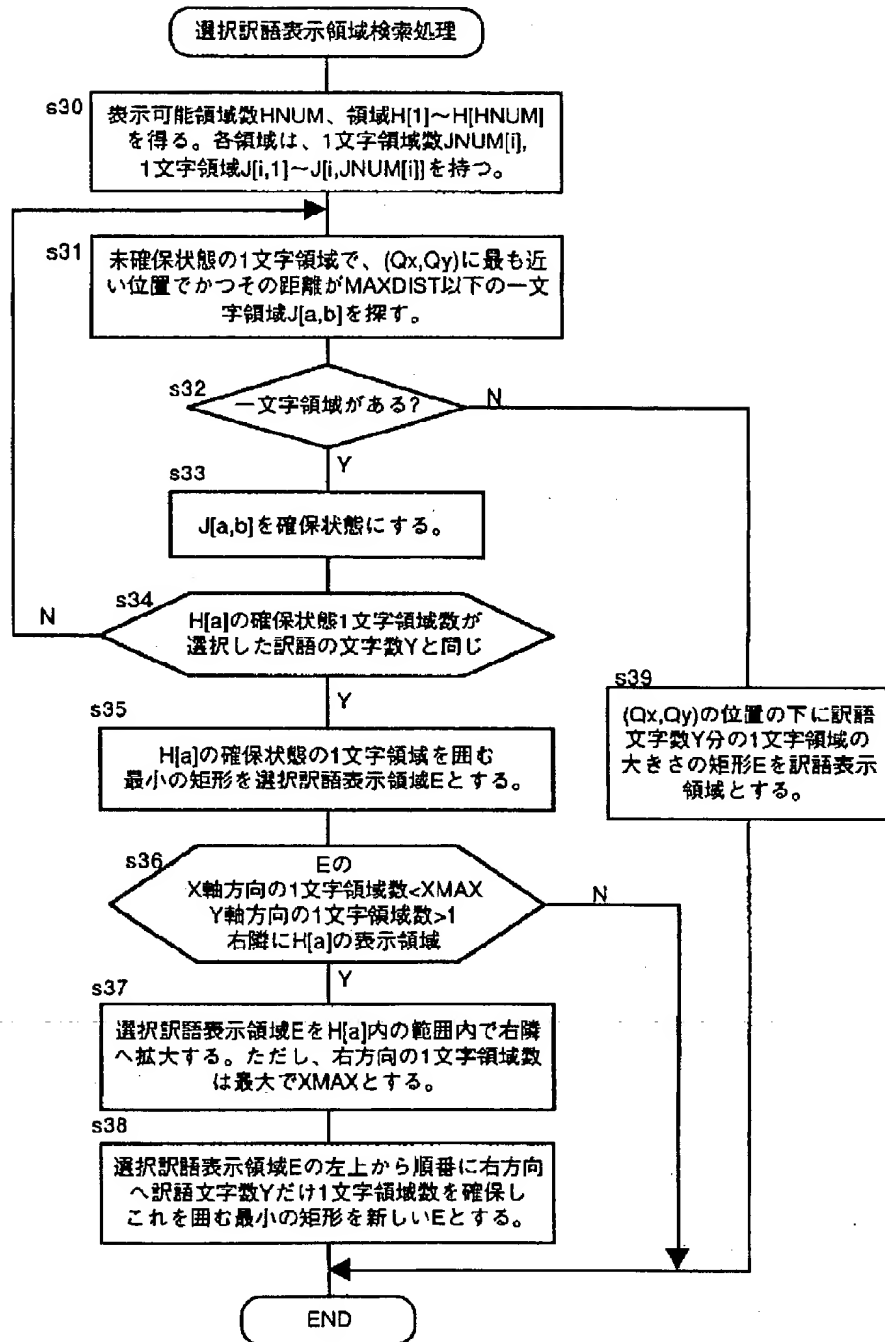 選択訳語表示領域検索処理
s30
表示可能領域数HNUM、領域H[1]~H[HNUM]
を得る。各領域は、1文字領域数JNUM[i],
1文字領域J[i,1]~J[i,JNUM[i]]を持つ。
s31
未確保状態の1文字領域で、(Qx,Qy)に最も近
い位置でかつその距離がMAXDIST以下の一文
字領域J[a,b]を探す。
s32
一文字領域がある?
N
Y
s33
J[a,b]を確保状態にする。
s34
N
H[a]の確保状態1文字領域数が
選択した訳語の文字数Yと同じ
Y
s39
(Qx,Qy)の位置の下に訳語
文字数Y分の1文字領域の
大きさの矩形Eを訳語表示
領域とする。
s35
H[a]の確保状態の1文字領域を囲む
最小の矩形を選択訳語表示領域Eとする。
s36
Eの
X軸方向の1文字領域数<XMAX
Y軸方向の1文字領域数>1
右隣にH[a]の表示領域
N
Y
s37
選択訳語表示領域EをH[a]内の範囲内で右隣
へ拡大する。ただし、右方向の1文字領域数
は最大でXMAXとする。
s38
選択訳語表示領域Eの左上から順番に右方向
へ訳語文字数Yだけ1文字領域数を確保し
これを囲む最小の矩形を新しいEとする。
END